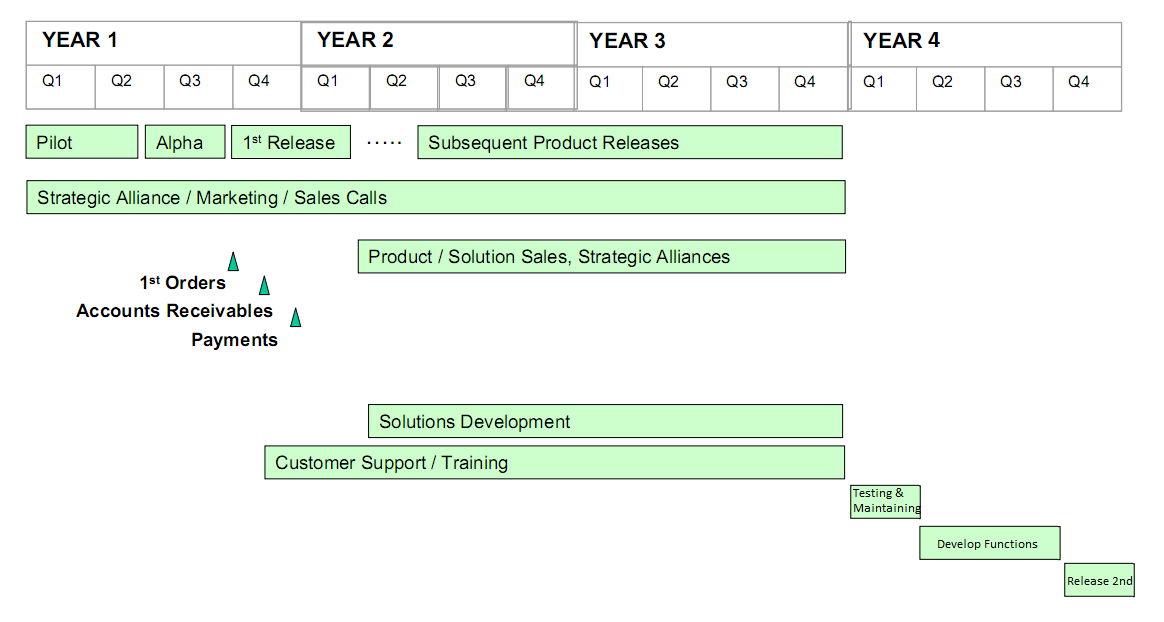 YEAR 1 YEAR 2 YEAR 3 YEAR 4
Q1 Q2 Q3 Q4 Q1 Q2 Q3 Q4 Q1 Q2 Q3 Q4 Q1 Q2 Q3 Q4
Pilot Alpha 1st Release ..... Subsequent Product Releases
Strategic Alliance / Marketing / Sales Calls
Product / Solution Sales, Strategic Alliances
1st Orders
Accounts Receivables
Payments
Solutions Development
Customer Support / Training
Testing &
Maintaining
Develop Functions
Release 2nd